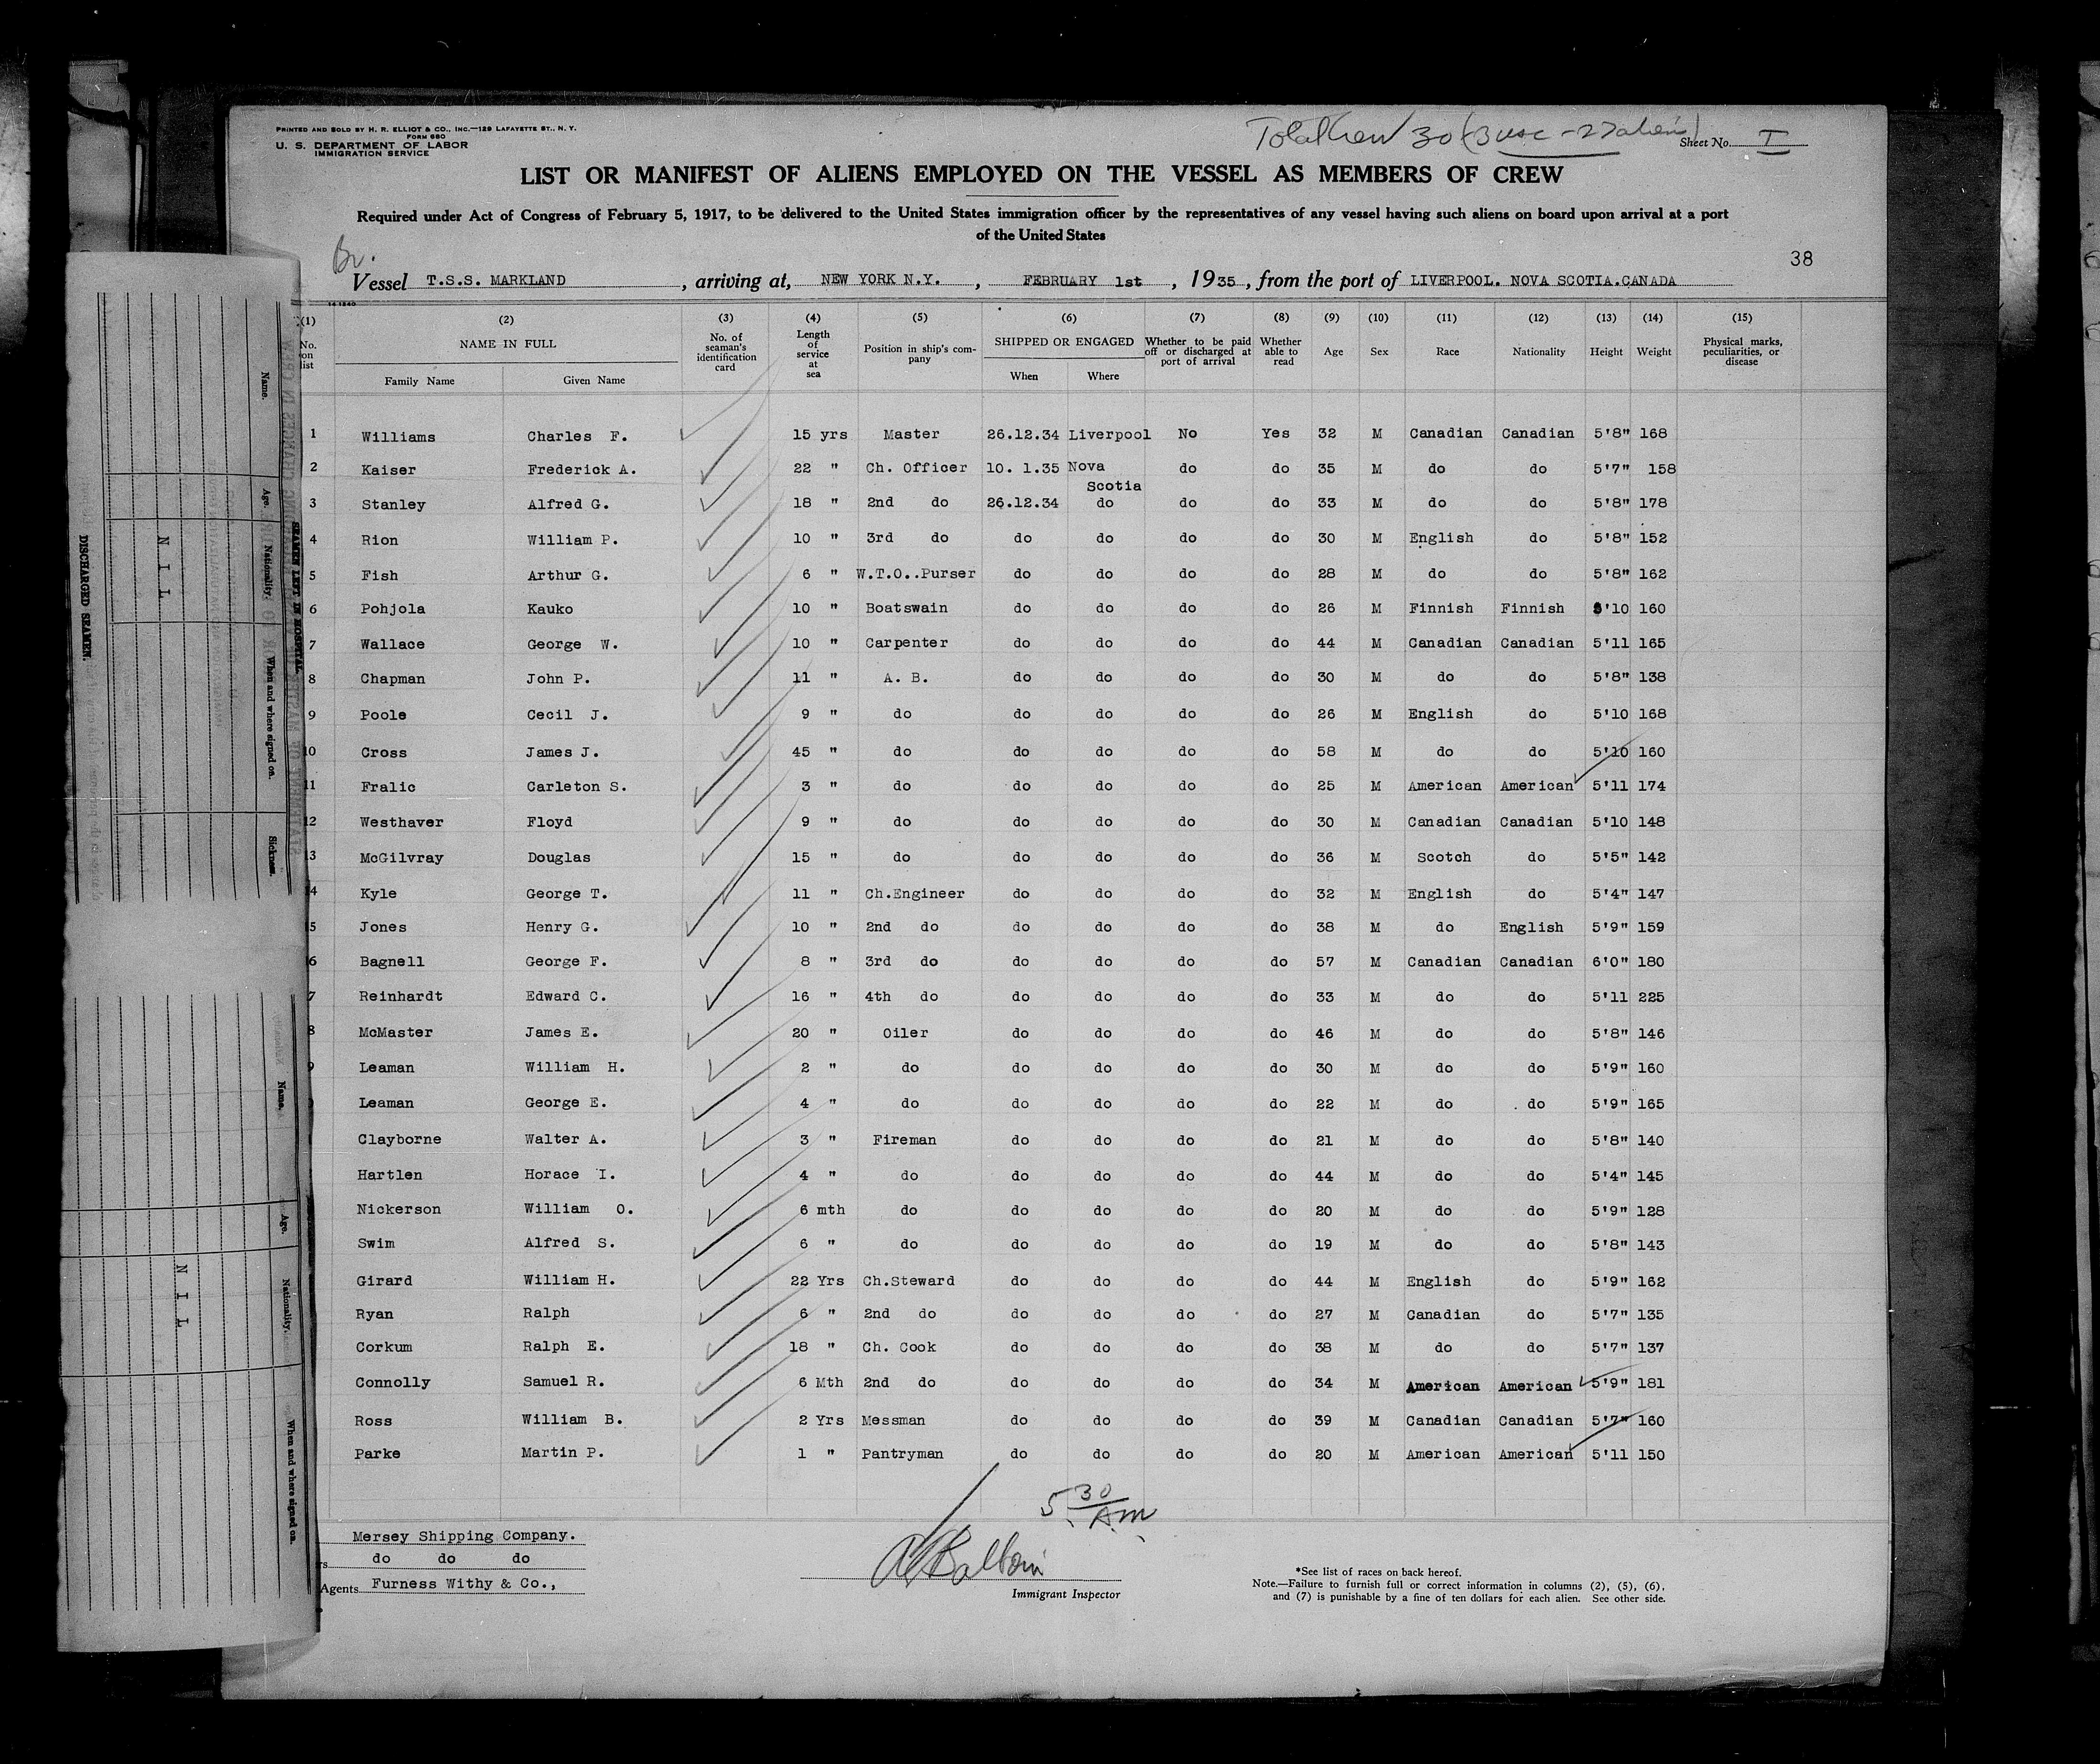 PRINTED AND SOLD BY H. R. ELLIOT & CO., INC.—129 LAFAYETTE ST., N. Y.
FORM 680
U. S. DEPARTMENT OF LABOR
IMMIGRATION SERVICE
Total Crew 30 (3 usc - 27 aliens)
Sheet No. I
LIST OR MANIFEST OF ALIENS EMPLOYED ON THE VESSEL AS MEMBERS OF CREW
Required under Act of Congress of February 5, 1917, to be delivered to the United States immigration officer by the representatives of any vessel having such aliens on board upon arrival at a port
of the United States
38
Br.
Vessel T.S.S. MARKLAND, arriving at, NEW YORK N.Y., FEBRUARY 1st, 1935, from the port of LIVERPOOL. NOVA SCOTIA.CANADA
(1) (2) (3) (4) (5) (6) (7) (8) (9) (10) (11) (12) (13) (14) (15)
No. on list NAME IN FULL Family Name Given Name No. of seaman's identification card Length of service at sea Position in ship's company SHIPPED OR ENGAGED When Where Whether to be paid off or discharged at port of arrival Whether able to read Age Sex Race Nationality Height Weight Physical marks, peculiarities, or disease
1 Williams Charles F. 15 yrs Master 26.12.34 Liverpool No Yes 32 M Canadian Canadian 5'8" 168
2 Kaiser Frederick A. 22 " Ch. Officer 10. 1.35 Nova Scotia do do 35 M do do 5'7" 158
3 Stanley Alfred G. 18 " 2nd do 26.12.34 do do do 33 M do do 5'8" 178
4 Rion William P. 10 " 3rd do do do do do 30 M English do 5'8" 152
5 Fish Arthur G. 6 " W.T.O..Purser do do do do 28 M do do 5'8" 162
6 Pohjola Kauko 10 " Boatswain do do do do 26 M Finnish Finnish 5'10 160
7 Wallace George W. 10 " Carpenter do do do do 44 M Canadian Canadian 5'11 165
8 Chapman John P. 11 " A. B. do do do do 30 M do do 5'8" 138
9 Poole Cecil J. 9 " do do do do do 26 M English do 5'10 168
10 Cross James J. 45 " do do do do do 58 M do do 5'10 160
11 Fralic Carleton S. 3 " do do do do do 25 M American American 5'11 174
12 Westhaver Floyd 9 " do do do do do 30 M Canadian Canadian 5'10 148
3 McGilvray Douglas 15 " do do do do do 36 M Scotch do 5'5" 142
4 Kyle George T. 11 " Ch.Engineer do do do do 32 M English do 5'4" 147
5 Jones Henry G. 10 " 2nd do do do do do 38 M do English 5'9" 159
6 Bagnell George F. 8 " 3rd do do do do do 57 M Canadian Canadian 6'0" 180
7 Reinhardt Edward C. 16 " 4th do do do do do 33 M do do 5'11 225
8 McMaster James E. 20 " Oiler do do do do 46 M do do 5'8" 146
9 Leaman William H. 2 " do do do do do 30 M do do 5'9" 160
Leaman George E. 4 " do do do do do 22 M do do 5'9" 165
Clayborne Walter A. 3 " Fireman do do do do 21 M do do 5'8" 140
Hartlen Horace I. 4 " do do do do do 44 M do do 5'4" 145
Nickerson William O. 6 mth do do do do do 20 M do do 5'9" 128
Swim Alfred S. 6 " do do do do do 19 M do do 5'8" 143
Girard William H. 22 Yrs Ch.Steward do do do do 44 M English do 5'9" 162
Ryan Ralph 6 " 2nd do do do do do 27 M Canadian do 5'7" 135
Corkum Ralph E. 18 " Ch. Cook do do do do 38 M do do 5'7" 137
Connolly Samuel R. 6 Mth 2nd do do do do do 34 M American American 5'9" 181
Ross William B. 2 Yrs Messman do do do do 39 M Canadian Canadian 5'7" 160
Parke Martin P. 1 " Pantryman do do do do 20 M American American 5'11 150
5 30 AM
Mersey Shipping Company.
do do do
Agents Furness Withy & Co.,
Immigrant Inspector
*See list of races on back hereof.
Note.—Failure to furnish full or correct information in columns (2), (5), (6),
and (7) is punishable by a fine of ten dollars for each alien. See other side.
DISCHARGED SEAMEN.
SEAMEN LEFT IN HOSPITAL.
Name. Age. Nationality. When and where signed on. Sickness.
NIL
Name. Age. Nationality. When and where signed on.
NIL